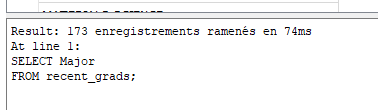 Result: 173 enregistrements ramenés en 74ms
At line 1:
SELECT Major
FROM recent_grads;